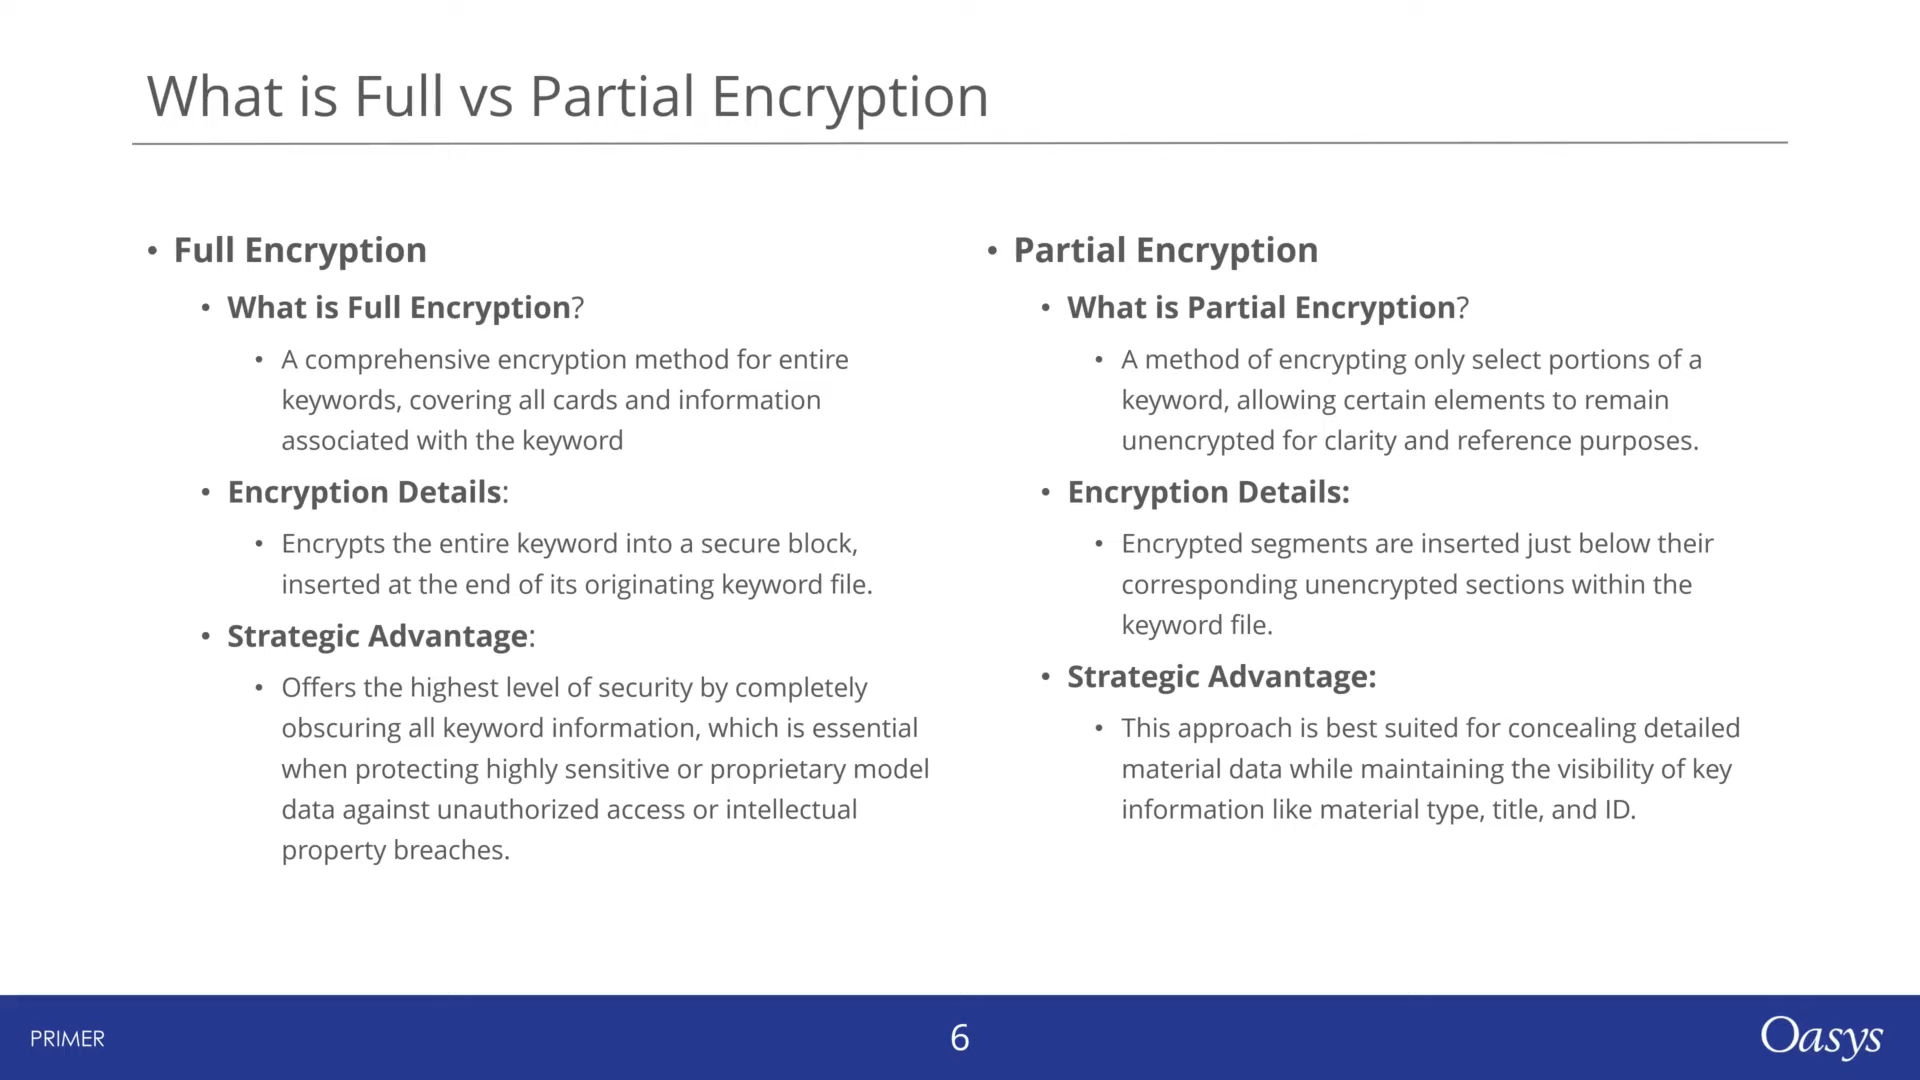 What is Full vs Partial Encryption
• Full Encryption
• What is Full Encryption?
• A comprehensive encryption method for entire
keywords, covering all cards and information
associated with the keyword
• Encryption Details:
• Encrypts the entire keyword into a secure block,
inserted at the end of its originating keyword file.
• Strategic Advantage:
• Offers the highest level of security by completely
obscuring all keyword information, which is essential
when protecting highly sensitive or proprietary model
data against unauthorized access or intellectual
property breaches.
• Partial Encryption
• What is Partial Encryption?
• A method of encrypting only select portions of a
keyword, allowing certain elements to remain
unencrypted for clarity and reference purposes.
• Encryption Details:
• Encrypted segments are inserted just below their
corresponding unencrypted sections within the
keyword file.
• Strategic Advantage:
• This approach is best suited for concealing detailed
material data while maintaining the visibility of key
information like material type, title, and ID.
PRIMER
6
Oasys